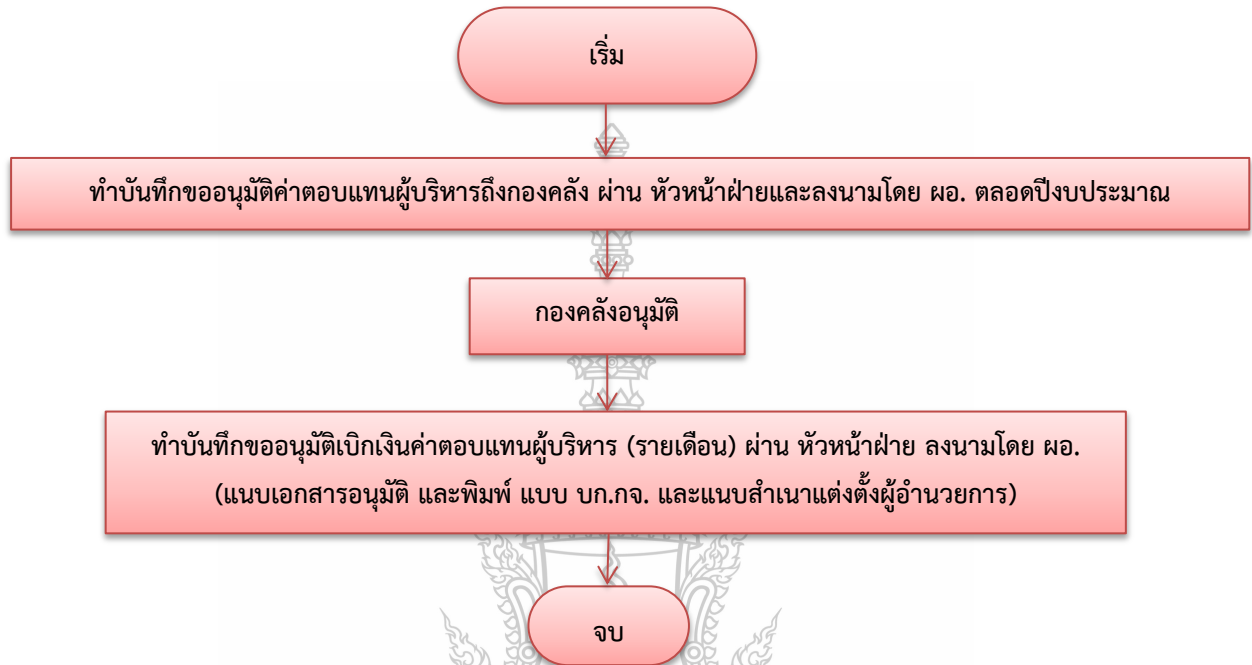 เริ่ม
ทำบันทึกขออนุมัติค่าตอบแทนผู้บริหารถึงกองคลัง ผ่าน หัวหน้าฝ่ายและลงนามโดย ผอ. ตลอดปีงบประมาณ
กองคลังอนุมัติ
ทำบันทึกขออนุมัติเบิกเงินค่าตอบแทนผู้บริหาร (รายเดือน) ผ่าน หัวหน้าฝ่าย ลงนามโดย ผอ.
(แนบเอกสารอนุมัติ และพิมพ์ แบบ บก.กจ. และแนบสำเนาแต่งตั้งผู้อำนวยการ)
จบ